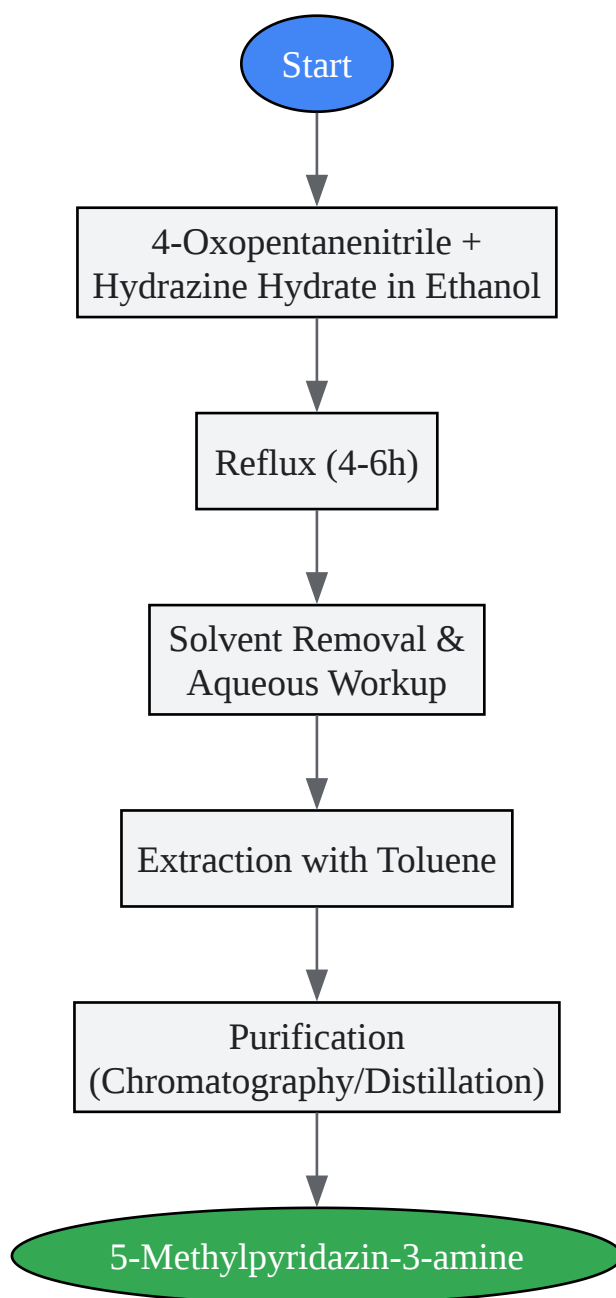 Start
4-Oxopentanenitrile +
Hydrazine Hydrate in Ethanol
Reflux (4-6h)
Solvent Removal &
Aqueous Workup
Extraction with Toluene
Purification
(Chromatography/Distillation)
5-Methylpyridazin-3-amine